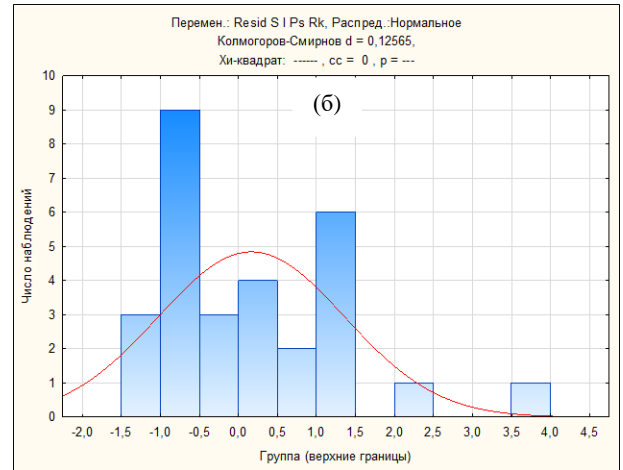 Перемен.: Resid S I Ps Rk, Распред.:Нормальное
Колмогоров-Смирнов d = 0,12565,
Хи-квадрат: ------ , сс = 0 , p = ---
(б)
10
9
8
7
6
5
4
3
2
1
0
Число наблюдений
-2,0 -1,5 -1,0 -0,5 0,0 0,5 1,0 1,5 2,0 2,5 3,0 3,5 4,0 4,5
Группа (верхние границы)